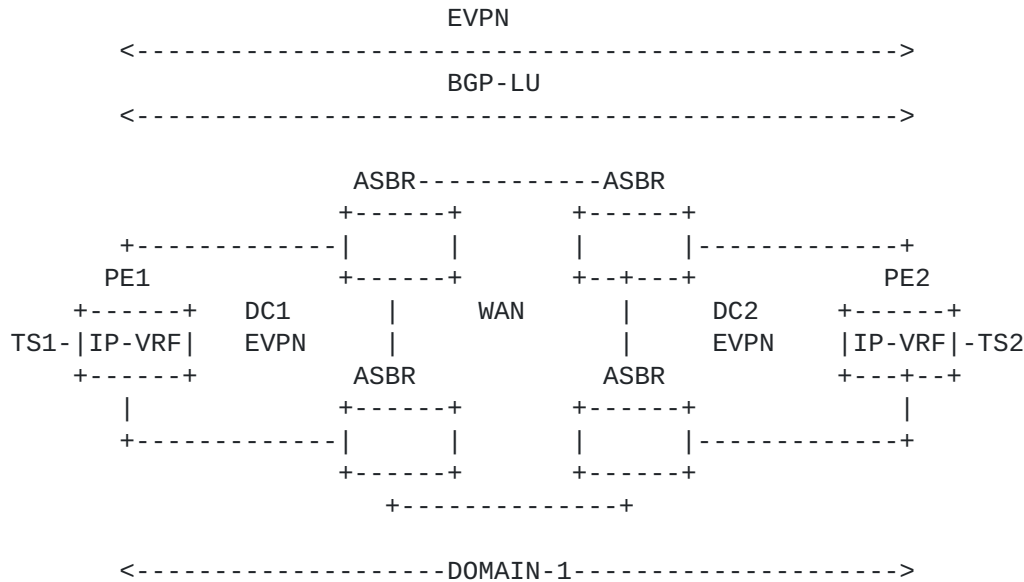 EVPN
<-------------------------------------------------->
BGP-LU
<-------------------------------------------------->
ASBR------------ASBR
+------+ +------+
+-------------| | | |-------------+
PE1 +------+ +--+---+ PE2
+------+ DC1 | WAN | DC2 +------+
TS1-|IP-VRF| EVPN | | EVPN |IP-VRF|-TS2
+------+ ASBR ASBR +---+--+
| +------+ +------+ |
+-------------| | | |-------------+
+------+ +------+
+--------------+
<--------------------DOMAIN-1--------------------->